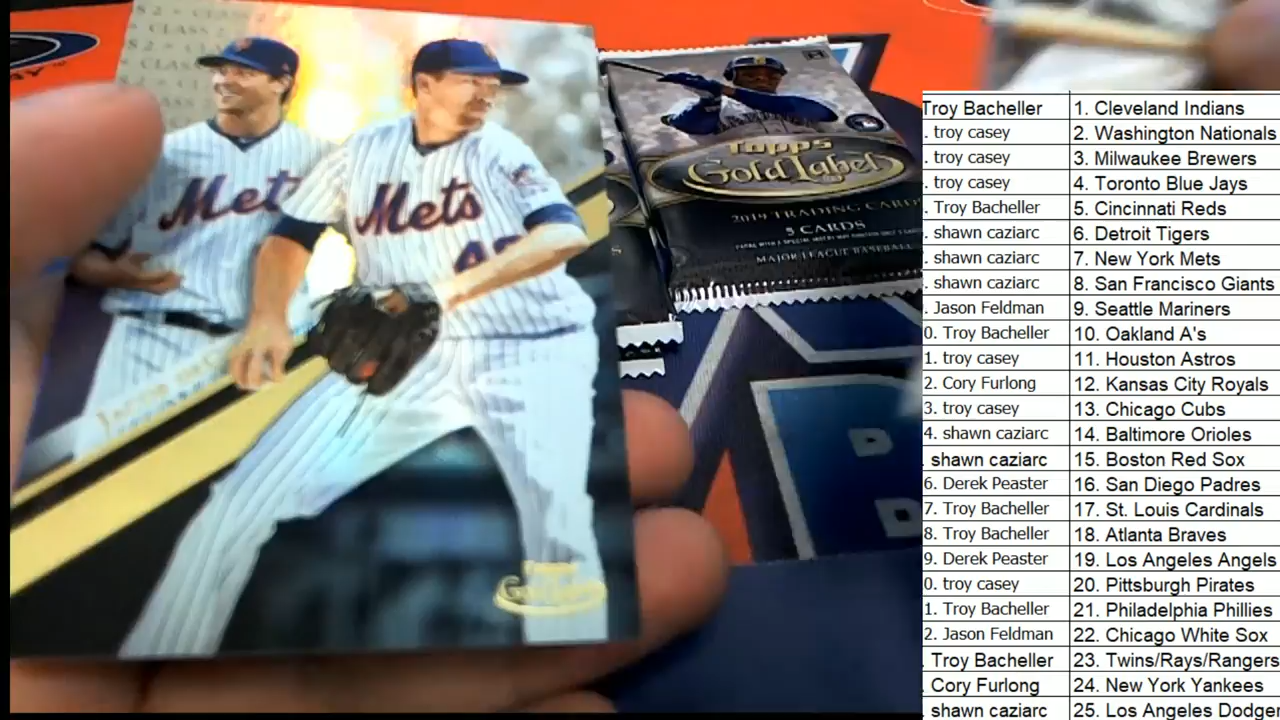 CLASS 2
Mets
Mets
Topps
Gold Label
2019 TRADING CARDS
5 CARDS
MAJOR LEAGUE BASEBALL
Gold Label
Troy Bacheller 1. Cleveland Indians
. troy casey 2. Washington Nationals
. troy casey 3. Milwaukee Brewers
. troy casey 4. Toronto Blue Jays
. Troy Bacheller 5. Cincinnati Reds
. shawn caziarc 6. Detroit Tigers
. shawn caziarc 7. New York Mets
. shawn caziarc 8. San Francisco Giants
. Jason Feldman 9. Seattle Mariners
0. Troy Bacheller 10. Oakland A's
1. troy casey 11. Houston Astros
2. Cory Furlong 12. Kansas City Royals
3. troy casey 13. Chicago Cubs
4. shawn caziarc 14. Baltimore Orioles
. shawn caziarc 15. Boston Red Sox
6. Derek Peaster 16. San Diego Padres
7. Troy Bacheller 17. St. Louis Cardinals
8. Troy Bacheller 18. Atlanta Braves
9. Derek Peaster 19. Los Angeles Angels
0. troy casey 20. Pittsburgh Pirates
1. Troy Bacheller 21. Philadelphia Phillies
2. Jason Feldman 22. Chicago White Sox
. Troy Bacheller 23. Twins/Rays/Rangers
. Cory Furlong 24. New York Yankees
. shawn caziarc 25. Los Angeles Dodger